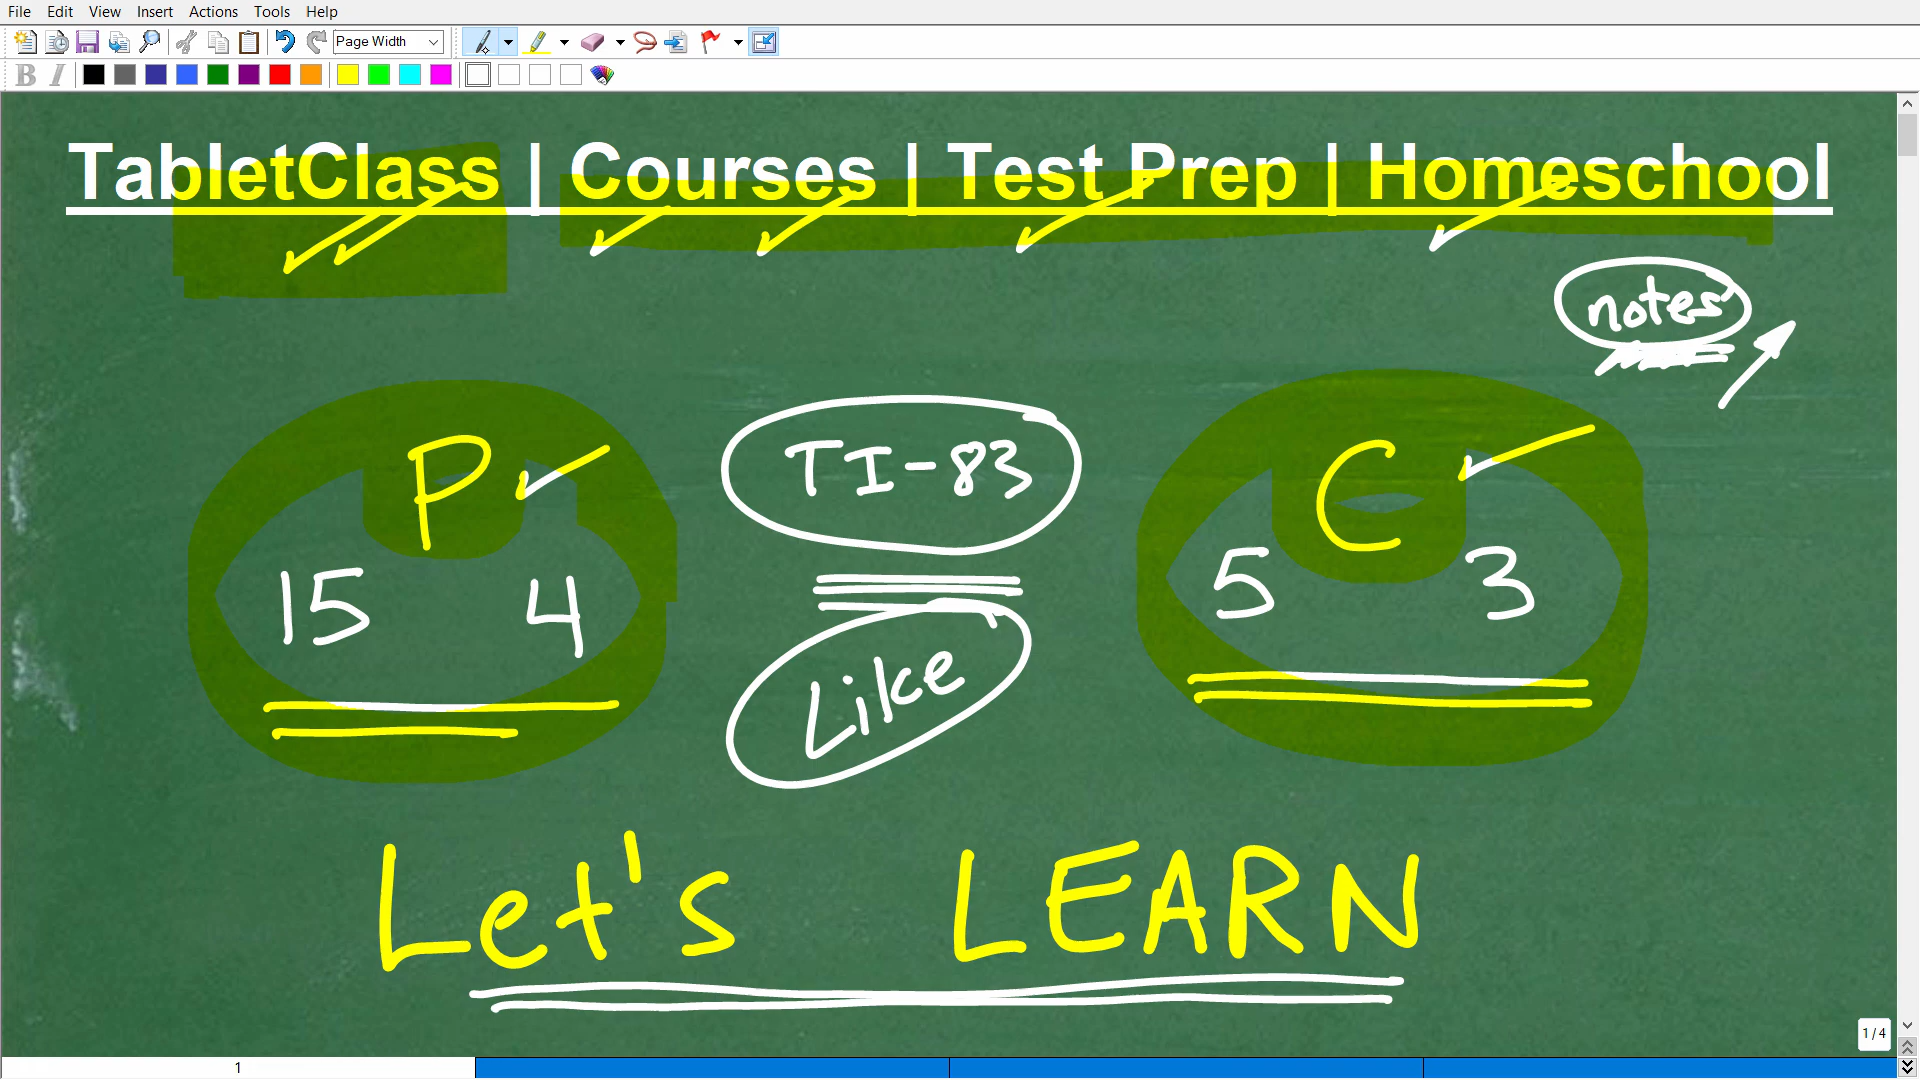 File Edit View Insert Actions Tools Help
Page Width
B I
TabletClass | Courses | Test Prep | Homeschool
notes
P TI-83 C
15 4 5 3
Like
Let's LEARN
1 / 4
1